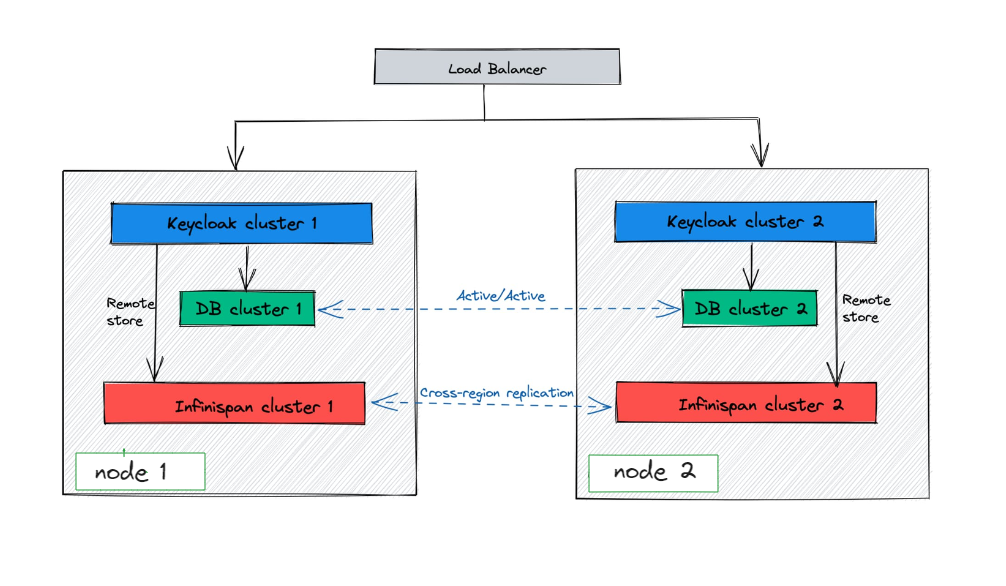 Load Balancer
Keycloak cluster 1
Keycloak cluster 2
Remote
store
DB cluster 1
Active/Active
DB cluster 2
Remote
store
Infinispan cluster 1
Cross-region replication
Infinispan cluster 2
node 1
node 2